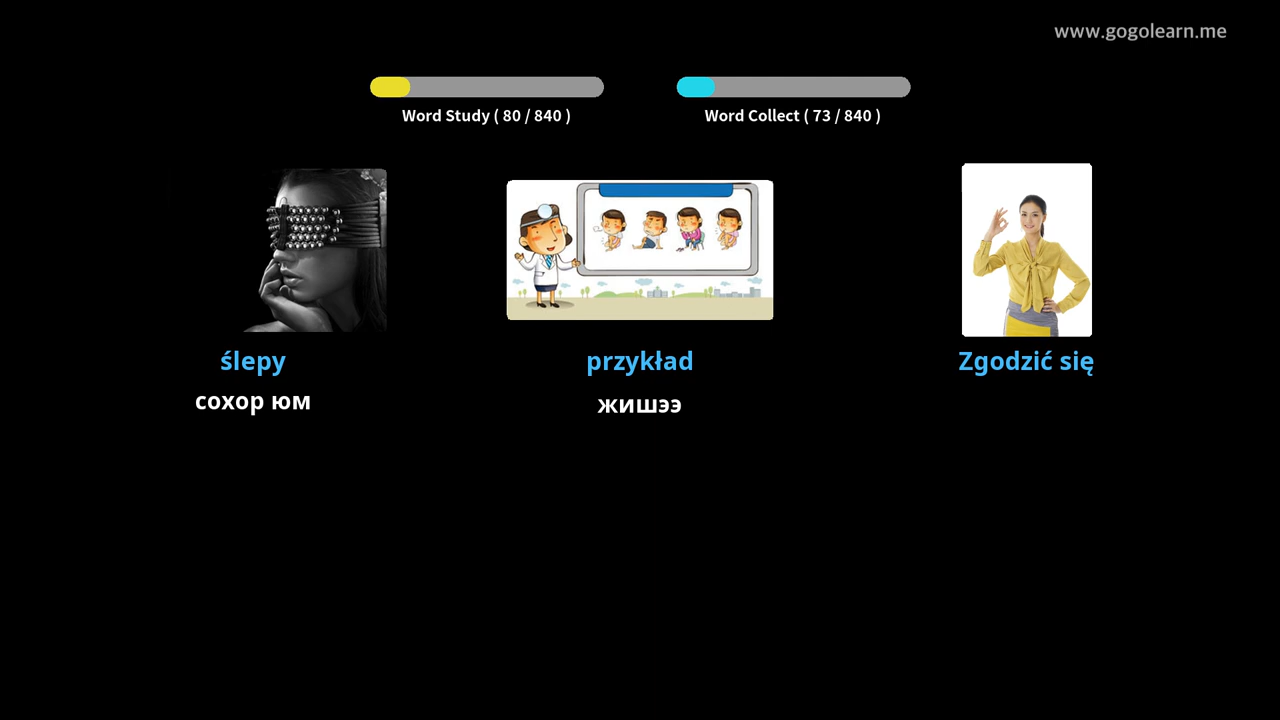 www.gogolearn.me
Word Study ( 80 / 840 )
Word Collect ( 73 / 840 )
ślepy
przykład
Zgodzić się
сохор юм
жишээ